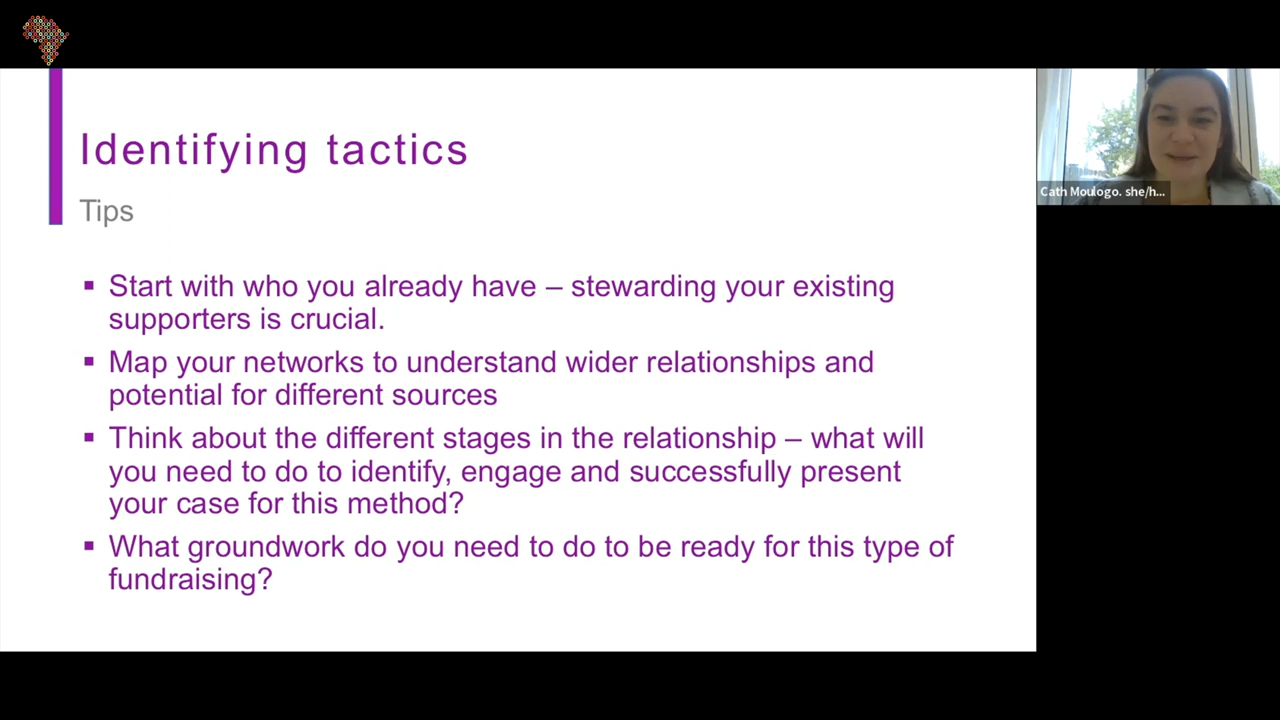 Identifying tactics
Tips
▪ Start with who you already have – stewarding your existing
supporters is crucial.
▪ Map your networks to understand wider relationships and
potential for different sources
▪ Think about the different stages in the relationship – what will
you need to do to identify, engage and successfully present
your case for this method?
▪ What groundwork do you need to do to be ready for this type of
fundraising?
Cath Moulogo. she/h...